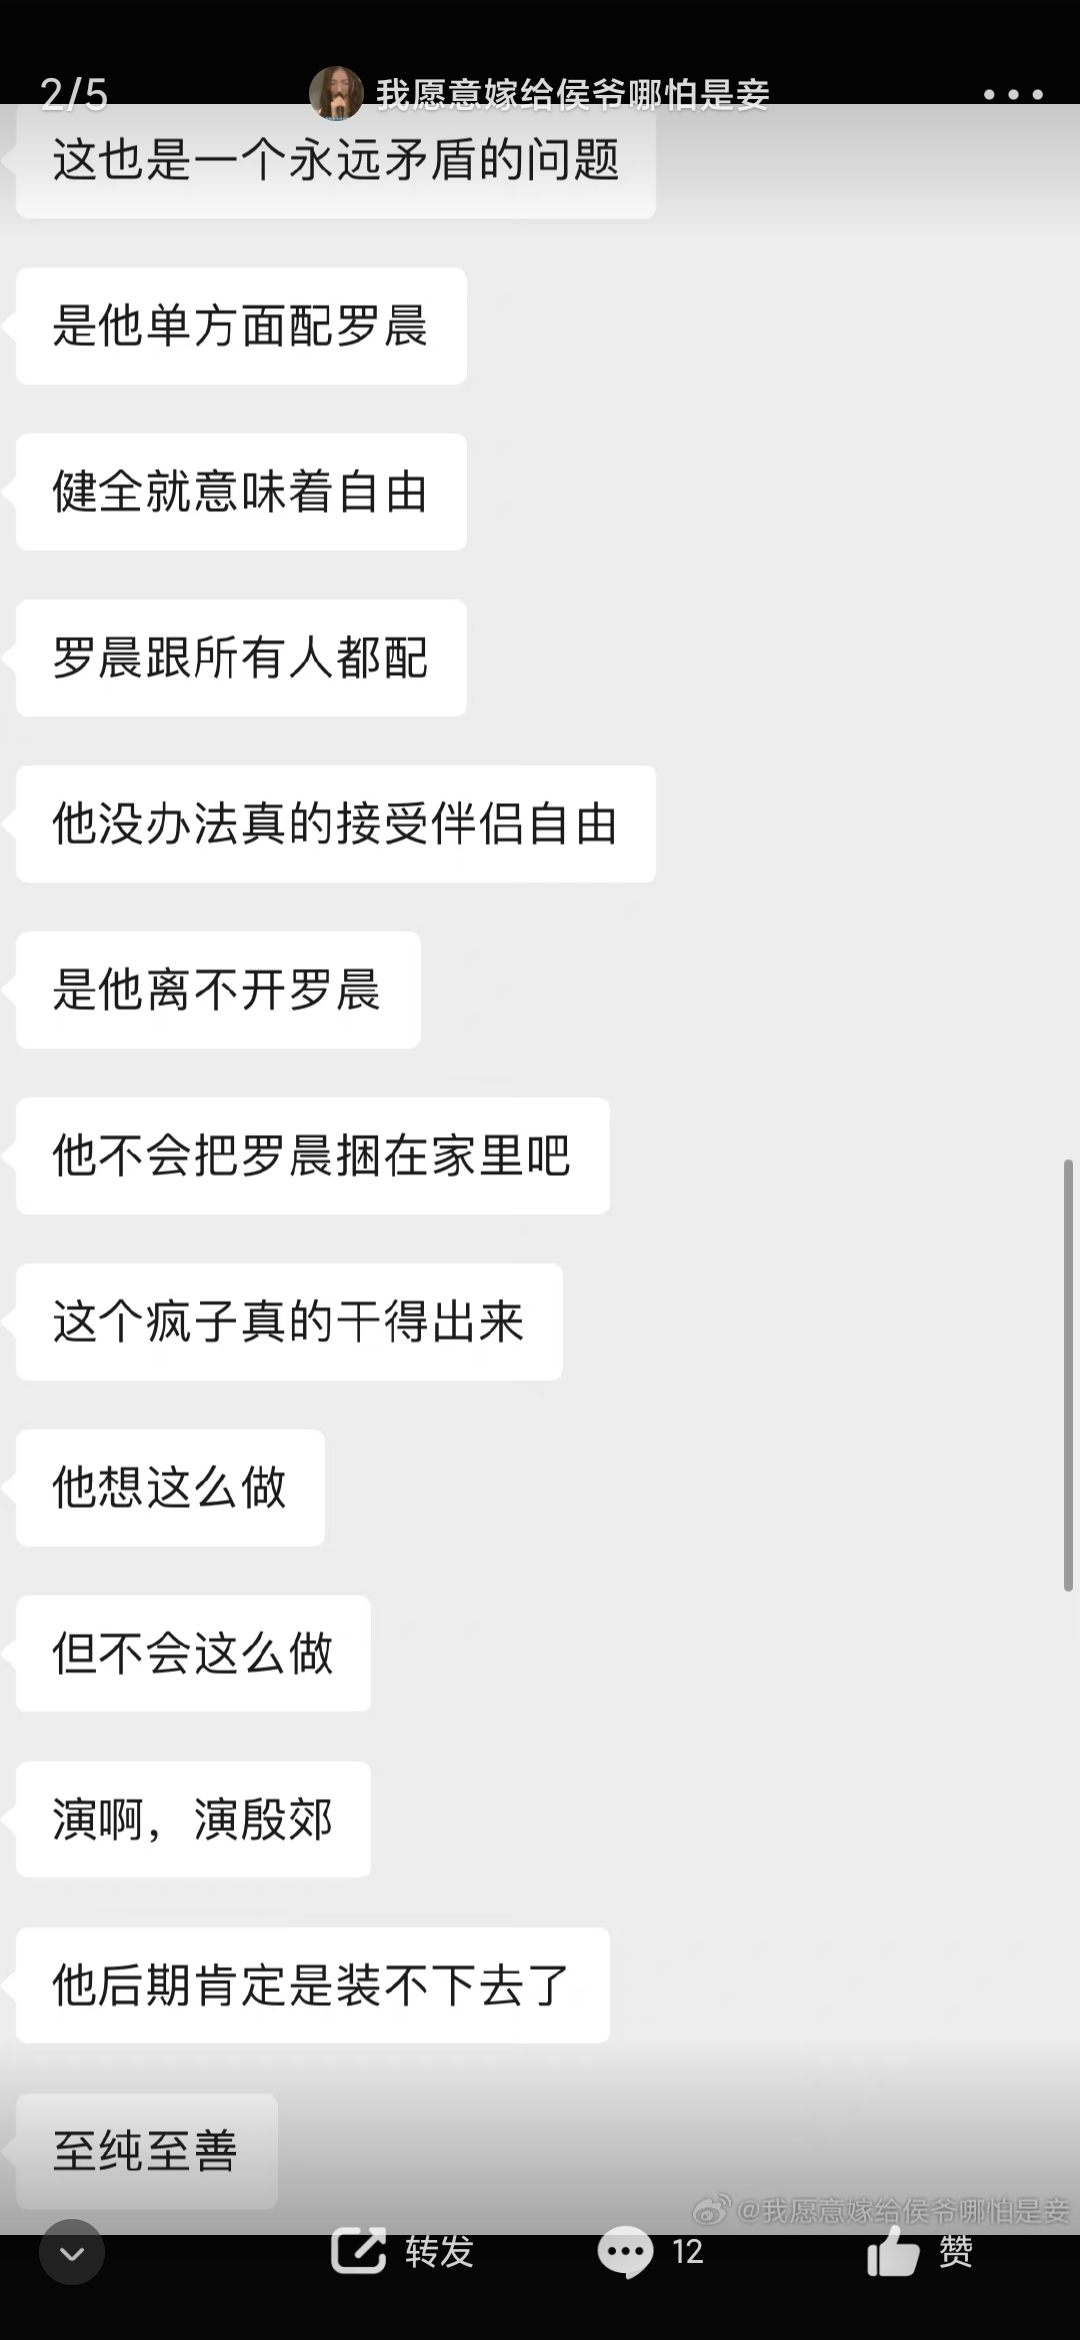 2/5
我愿意嫁给侯爷哪怕是妾
这也是一个永远矛盾的问题
是他单方面配罗晨
健全就意味着自由
罗晨跟所有人都配
他没办法真的接受伴侣自由
是他离不开罗晨
他不会把罗晨捆在家里吧
这个疯子真的干得出来
他想这么做
但不会这么做
演啊，演殷郊
他后期肯定是装不下去了
至纯至善
@我愿意嫁给侯爷哪怕是妾
转发
12
赞